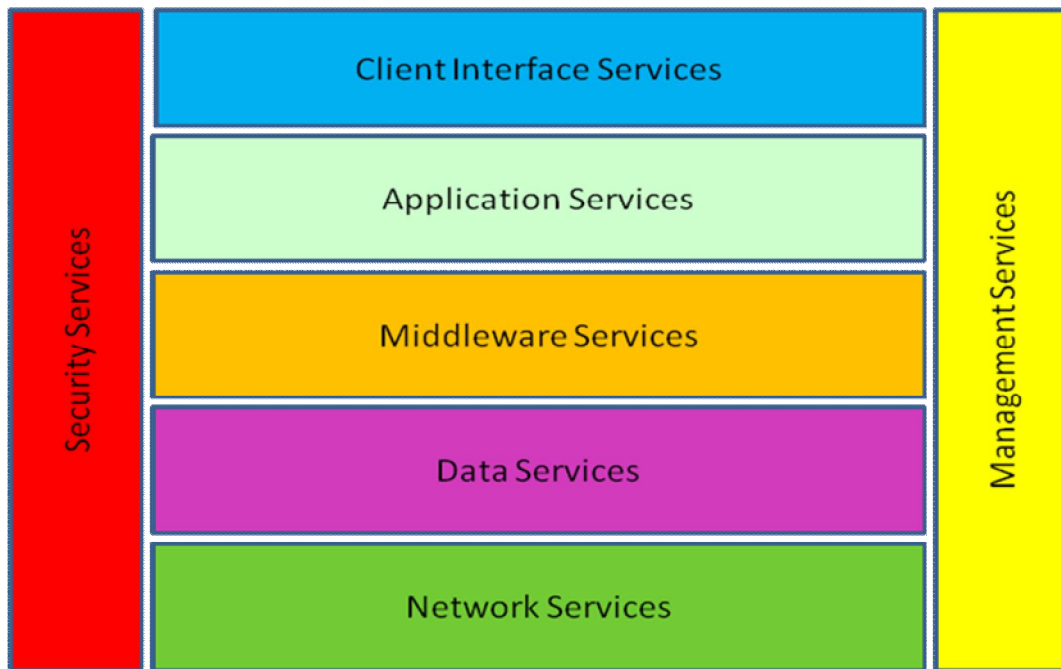 Security Services
Client Interface Services
Application Services
Middleware Services
Data Services
Network Services
Management Services